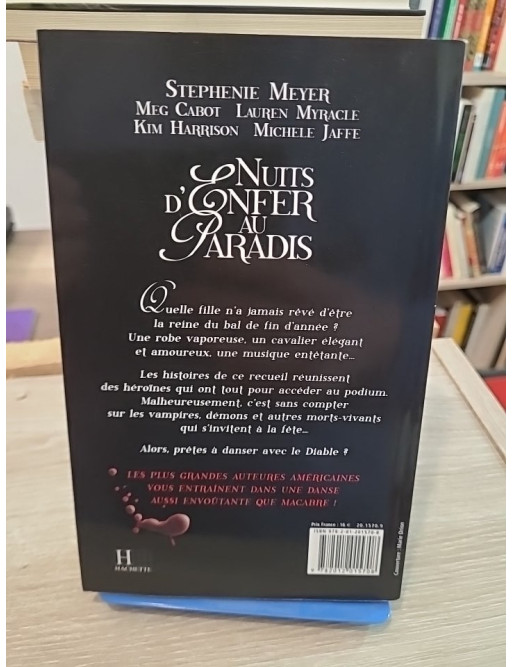 STEPHENIE MEYER
MEG CABOT LAUREN MYRACLE
KIM HARRISON MICHELE JAFFE
NUITS
D'ENFER
AU
PARADIS
Quelle fille n'a jamais rêvé d'être
la reine du bal de fin d'année ?
Une robe vaporeuse, un cavalier élégant
et amoureux, une musique entêtante...
Les histoires de ce recueil réunissent
des héroïnes qui ont tout pour accéder au podium.
Malheureusement, c'est sans compter
sur les vampires, démons et autres morts-vivants
qui s'invitent à la fête...
Alors, prêtes à danser avec le Diable ?
LES PLUS GRANDES AUTEURES AMÉRICAINES
VOUS ENTRAÎNENT DANS UNE DANSE
AUSSI ENVOÛTANTE QUE MACABRE !
Prix France : 16 €
H
HACHETTE